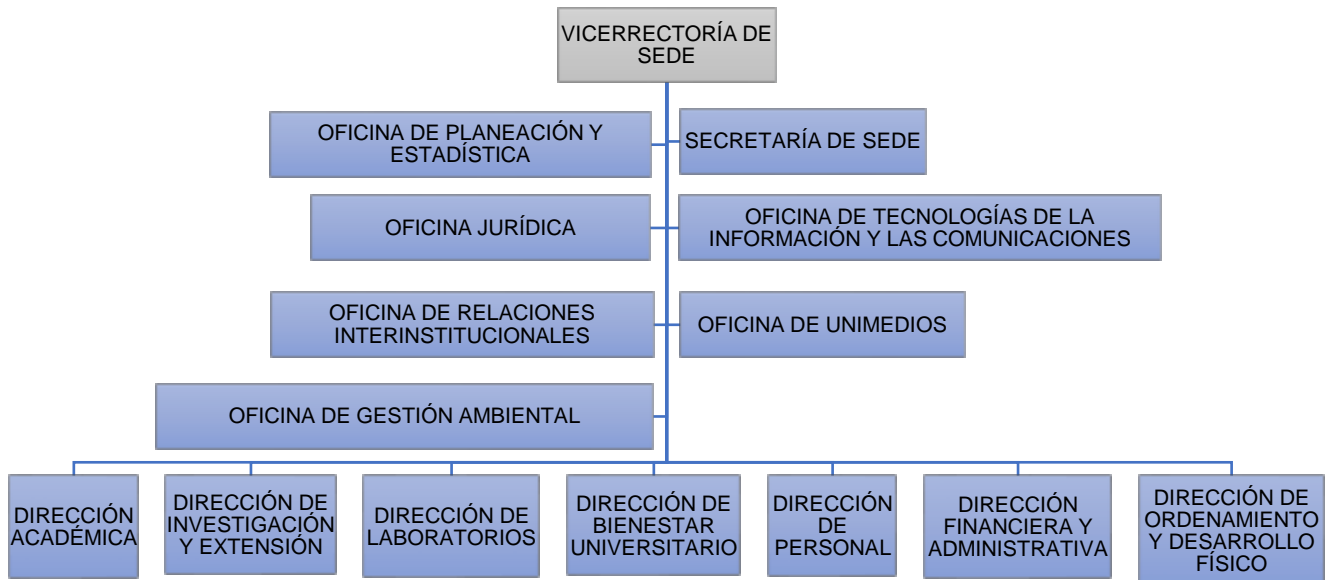 VICERRECTORÍA DE
SEDE
OFICINA DE PLANEACIÓN Y
ESTADÍSTICA
SECRETARÍA DE SEDE
OFICINA JURÍDICA
OFICINA DE TECNOLOGÍAS DE LA
INFORMACIÓN Y LAS COMUNICACIONES
OFICINA DE RELACIONES
INTERINSTITUCIONALES
OFICINA DE UNIMEDIOS
OFICINA DE GESTIÓN AMBIENTAL
DIRECCIÓN
ACADÉMICA
DIRECCIÓN DE
INVESTIGACIÓN
Y EXTENSIÓN
DIRECCIÓN DE
LABORATORIOS
DIRECCIÓN DE
BIENESTAR
UNIVERSITARIO
DIRECCIÓN
DE
PERSONAL
DIRECCIÓN
FINANCIERA Y
ADMINISTRATIVA
DIRECCIÓN DE
ORDENAMIENTO
Y DESARROLLO
FÍSICO